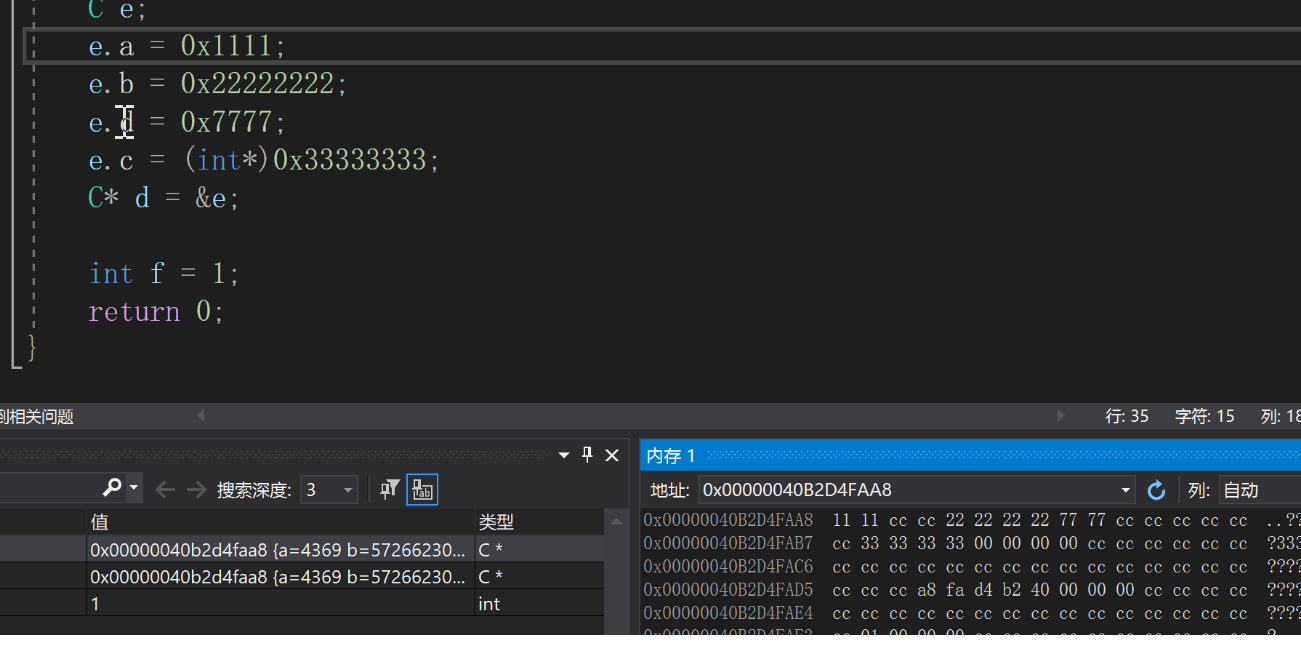 C e;
e.a = 0x1111;
e.b = 0x22222222;
e.d = 0x7777;
e.c = (int*)0x33333333;
C* d = &e;
int f = 1;
return 0;
}
到相关问题
行: 35 字符: 15 列: 18
内存 1
搜索深度: 3
地址: 0x00000040B2D4FAA8 列: 自动
值 类型
0x00000040b2d4faa8 {a=4369 b=57266230... C *
0x00000040b2d4faa8 {a=4369 b=57266230... C *
1 int
0x00000040B2D4FAA8 11 11 cc cc 22 22 22 22 77 77 cc cc cc cc cc ..??
0x00000040B2D4FAB7 cc 33 33 33 33 00 00 00 00 cc cc cc cc cc cc ?333
0x00000040B2D4FAC6 cc cc cc cc cc cc cc cc cc cc cc cc cc cc cc ????
0x00000040B2D4FAD5 cc cc cc a8 fa d4 b2 40 00 00 00 cc cc cc cc ????
0x00000040B2D4FAE4 cc cc cc cc cc cc cc cc cc cc cc cc cc cc cc ????